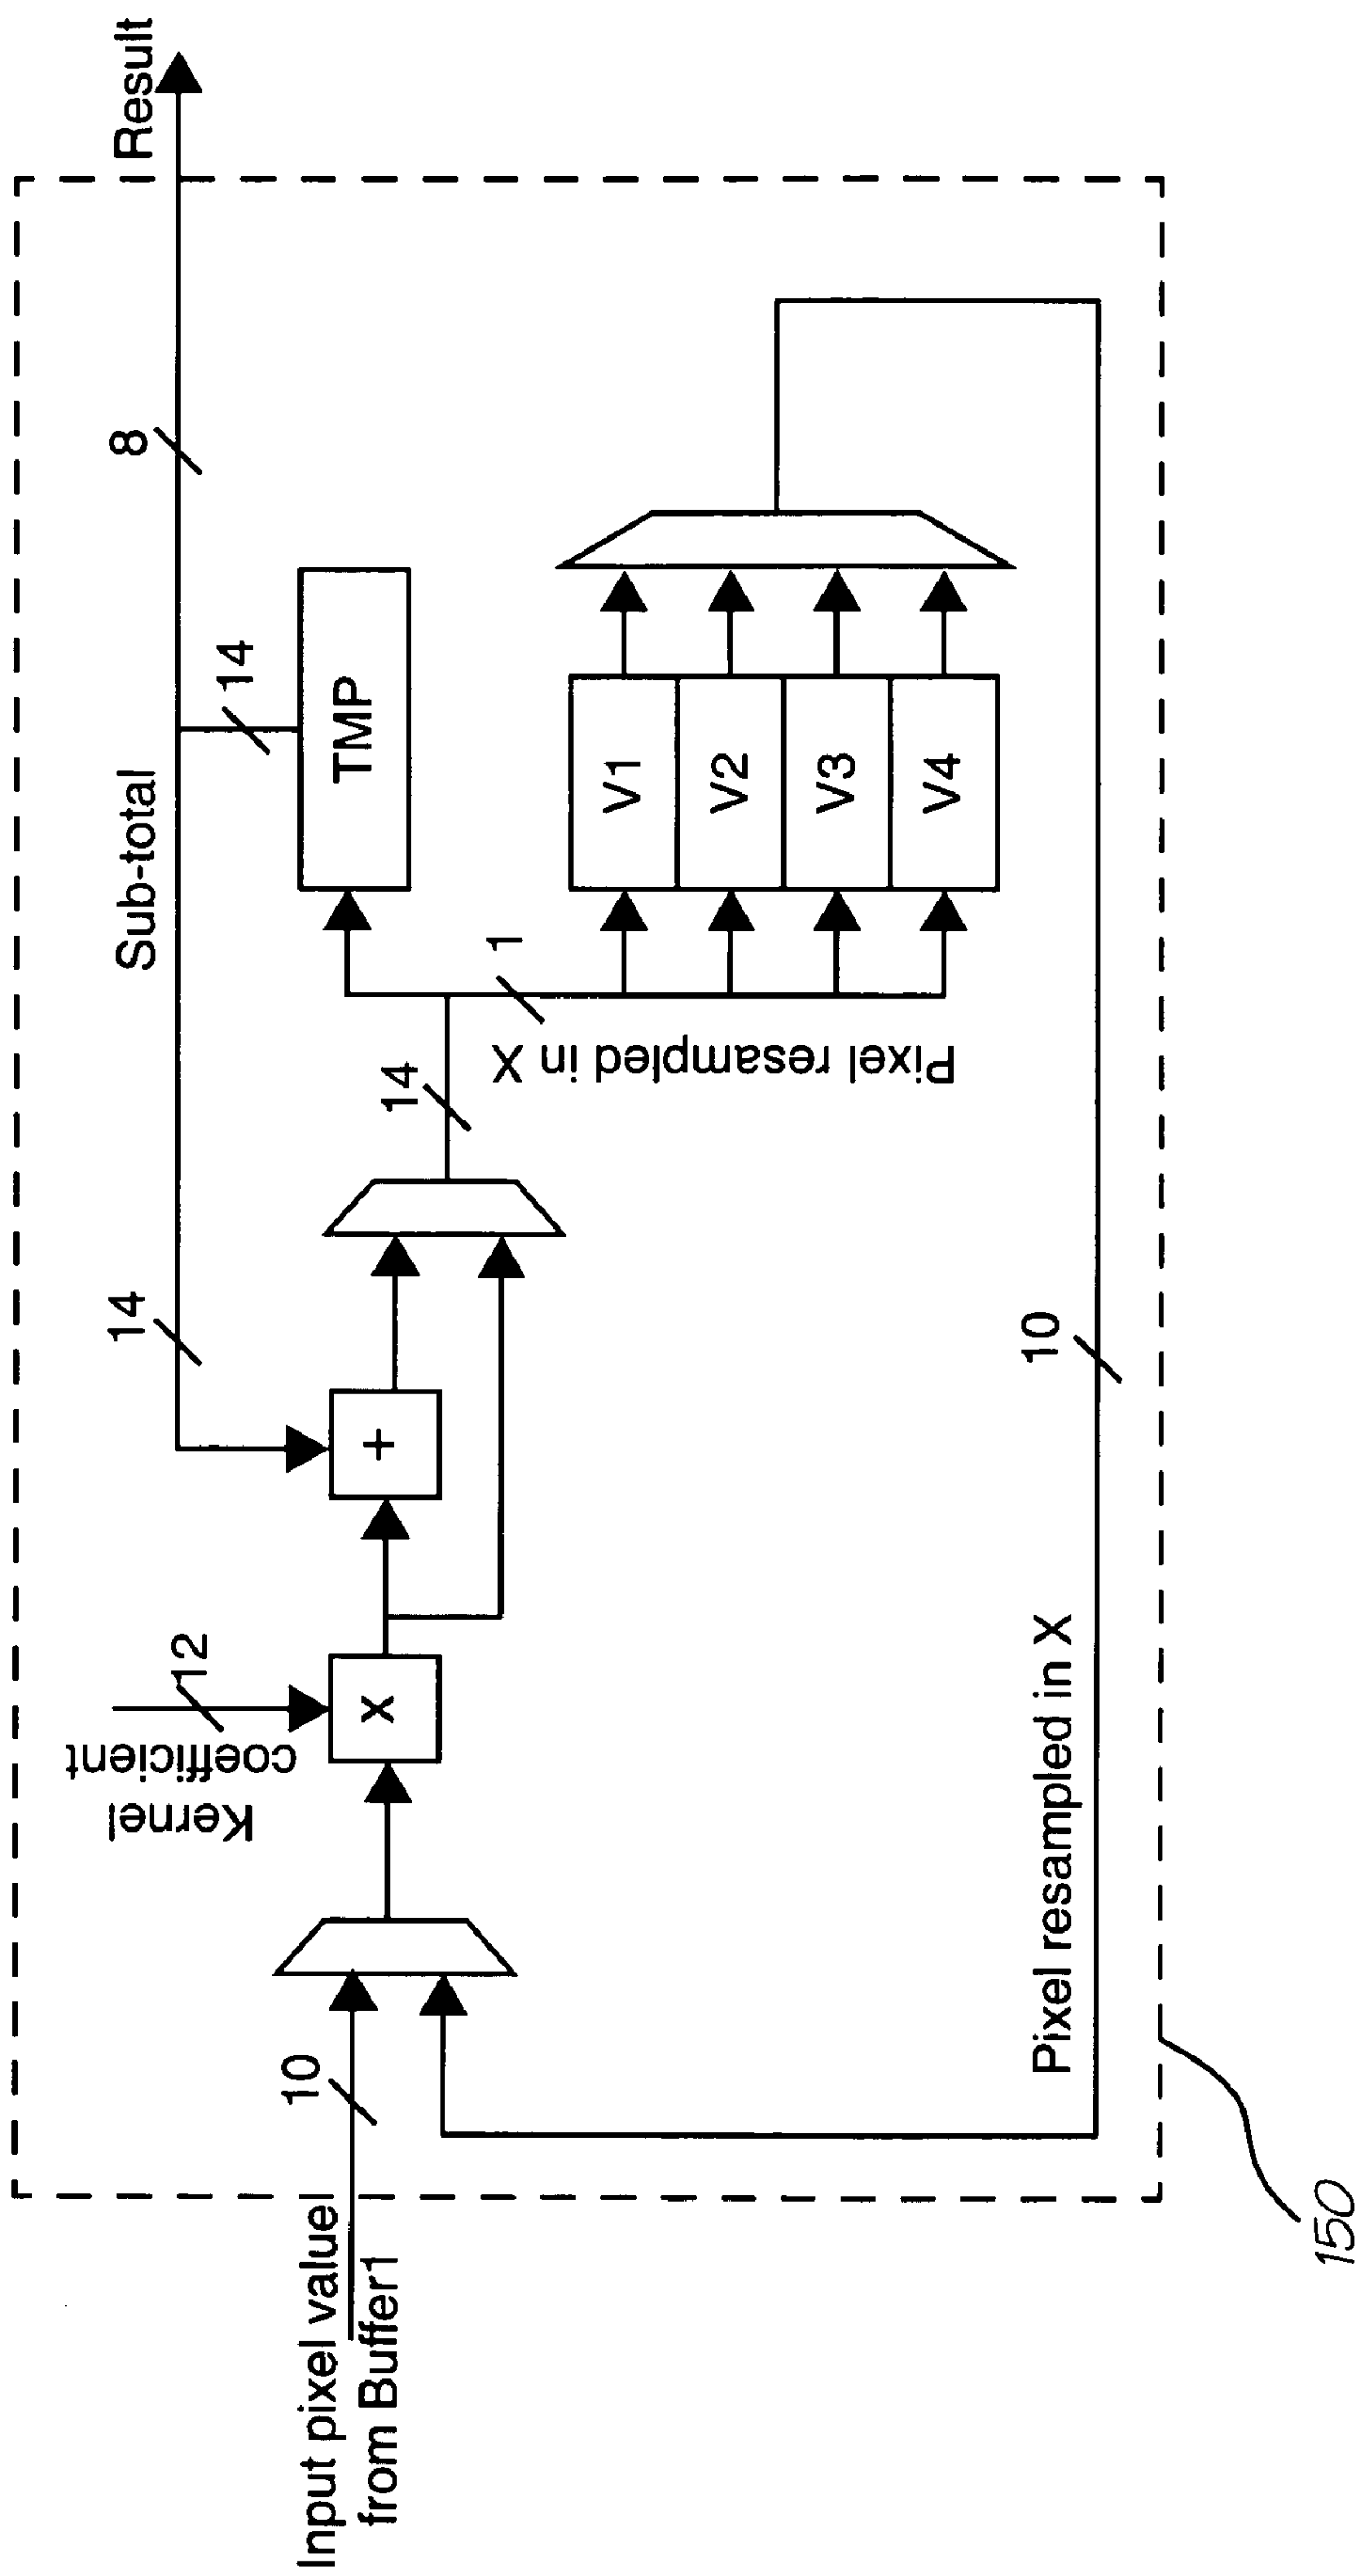 Result
8
14
Sub-total
14
TMP
V1
V2
V3
V4
1
Pixel resampled in X
14
+
12
Kernel
coefficient
x
10
Pixel resampled in X
10
Input pixel value
from Buffer1
150